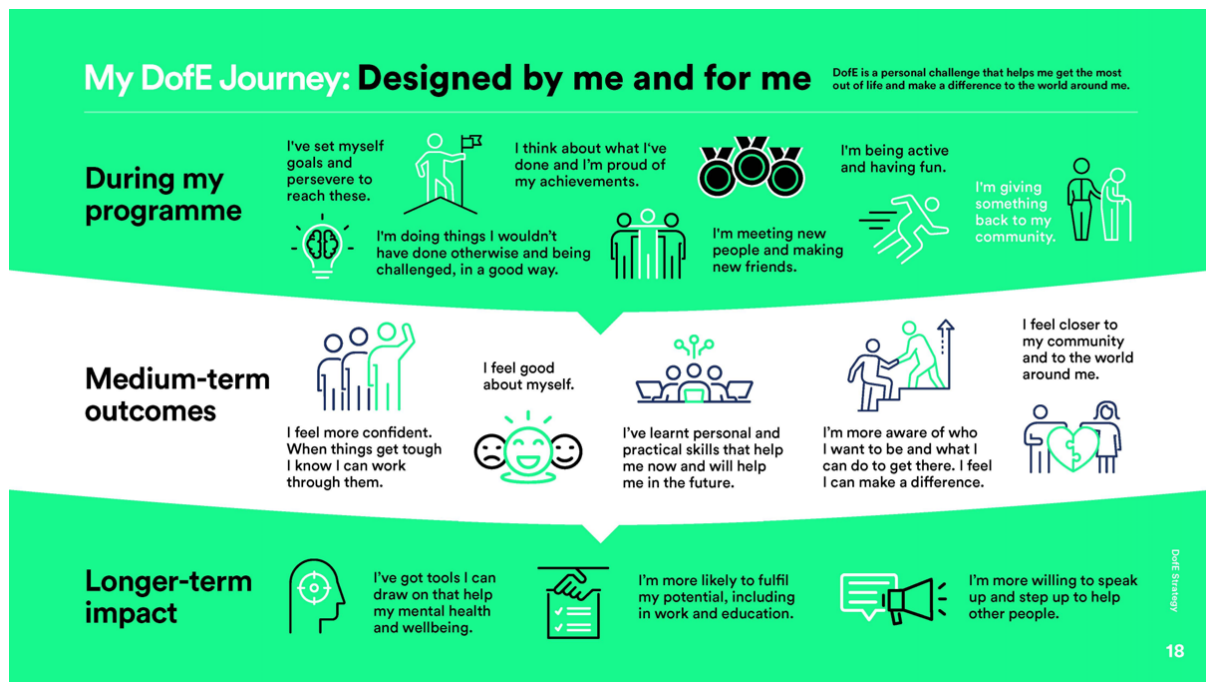 My DofE Journey: Designed by me and for me
DofE is a personal challenge that helps me get the most
out of life and make a difference to the world around me.
During my
programme
I've set myself
goals and
persevere to
reach these.
I think about what I've
done and I'm proud of
my achievements.
I'm being active
and having fun.
I'm giving
something
back to my
community.
I'm doing things I wouldn't
have done otherwise and being
challenged, in a good way.
I'm meeting new
people and making
new friends.
Medium-term
outcomes
I feel more confident.
When things get tough
I know I can work
through them.
I feel good
about myself.
I've learnt personal and
practical skills that help
me now and will help
me in the future.
I'm more aware of who
I want to be and what I
can do to get there. I feel
I can make a difference.
I feel closer to
my community
and to the world
around me.
Longer-term
impact
I've got tools I can
draw on that help
my mental health
and wellbeing.
I'm more likely to fulfil
my potential, including
in work and education.
I'm more willing to speak
up and step up to help
other people.
DofE Strategy
18